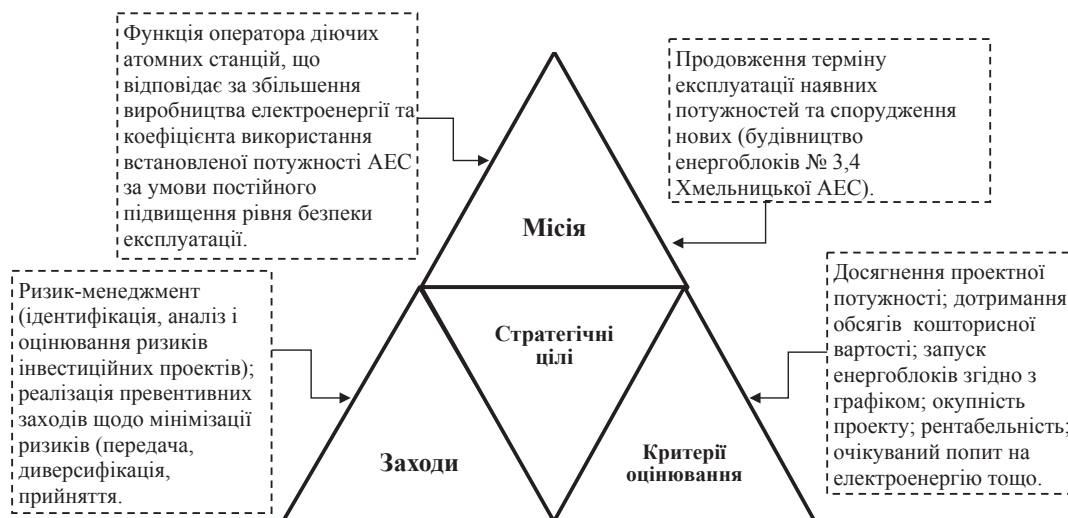 Функція оператора діючих
атомних станцій, що
відповідає за збільшення
виробництва електроенергії та
коефіцієнта використання
встановленої потужності АЕС
за умови постійного
підвищення рівня безпеки
експлуатації.
Продовження терміну
експлуатації наявних
потужностей та спорудження
нових (будівництво
енергоблоків № 3,4
Хмельницької АЕС).
Місія
Ризик-менеджмент
(ідентифікація, аналіз і
оцінювання ризиків
інвестиційних проектів);
реалізація превентивних
заходів щодо мінімізації
ризиків (передача,
диверсифікація,
прийняття.
Стратегічні
цілі
Досягнення проектної
потужності; дотримання
обсягів кошторисної
вартості; запуск
енергоблоків згідно з
графіком; окупність
проекту; рентабельність;
очікуваний попит на
електроенергію тощо.
Заходи
Критерії
оцінювання